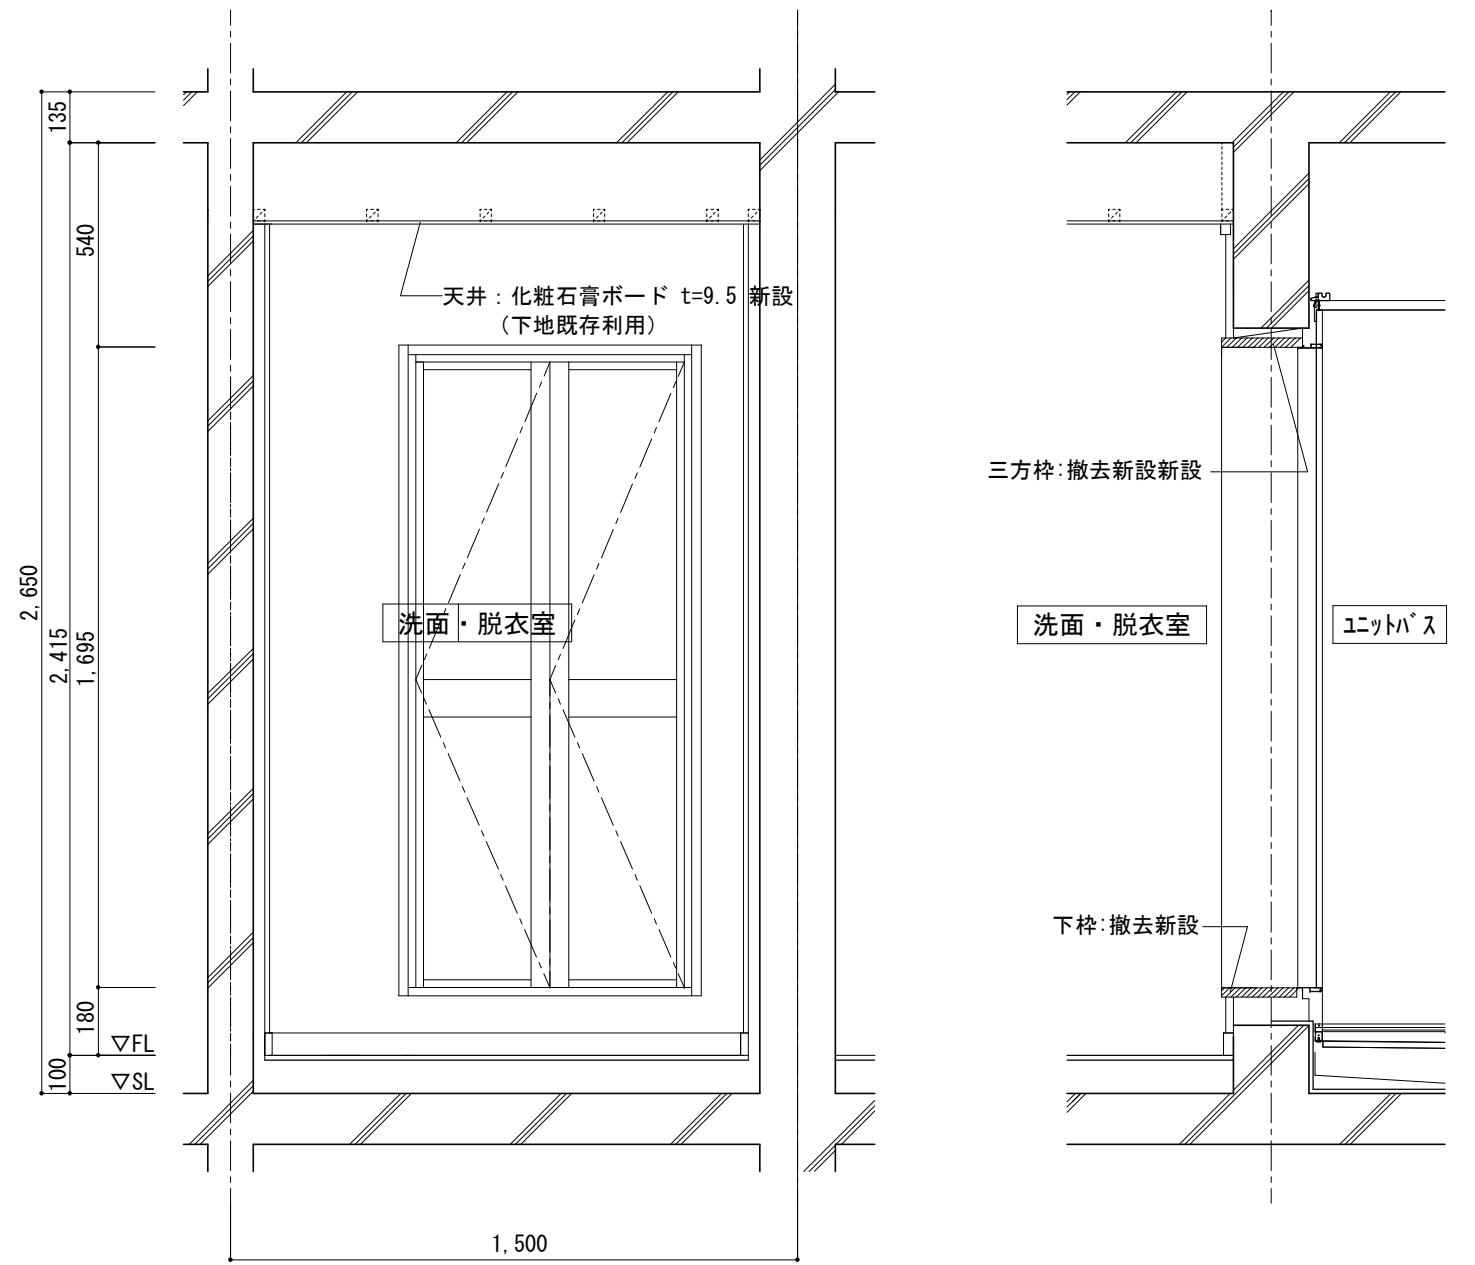 135
540
天井：化粧石膏ボード t=9.5 新設
（下地既存利用）
三方枠:撤去新設新設
2,650
2,415
1,695
洗面・脱衣室
洗面・脱衣室
ﾕﾆｯﾄﾊﾞｽ
下枠:撤去新設
180
▽FL
100
▽SL
1,500